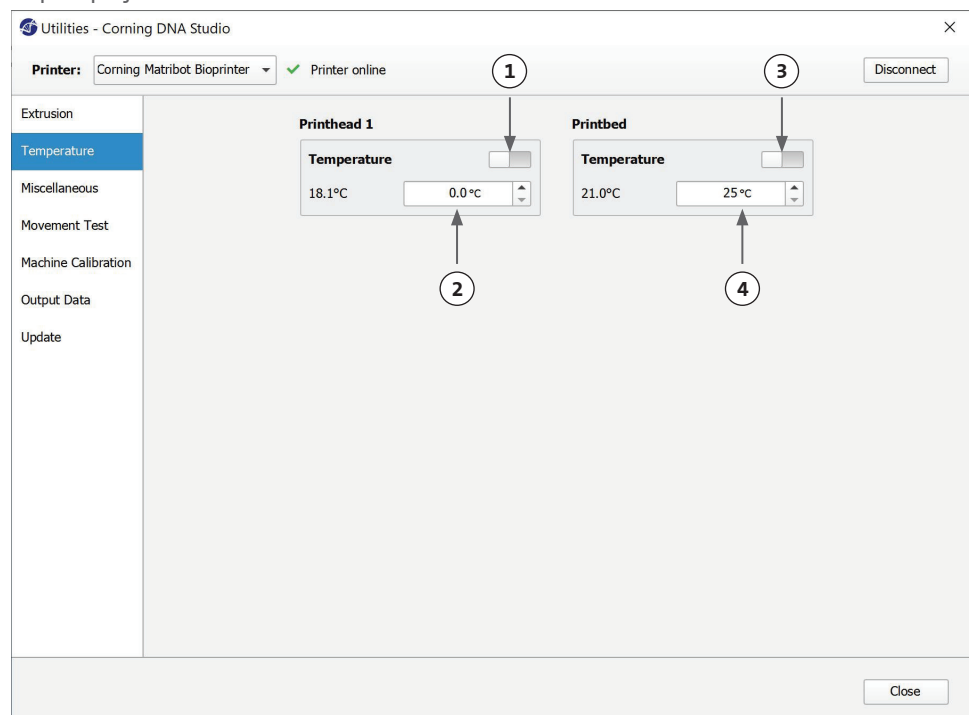 Utilities - Corning DNA Studio
Printer: Corning Matribot Bioprinter Printer online Disconnect
1 3
Extrusion
Temperature
Miscellaneous
Movement Test
Machine Calibration
Output Data
Update
Printhead 1
Temperature
18.1°C 0.0 °C
2
Printbed
Temperature
21.0°C 25 °C
4
Close